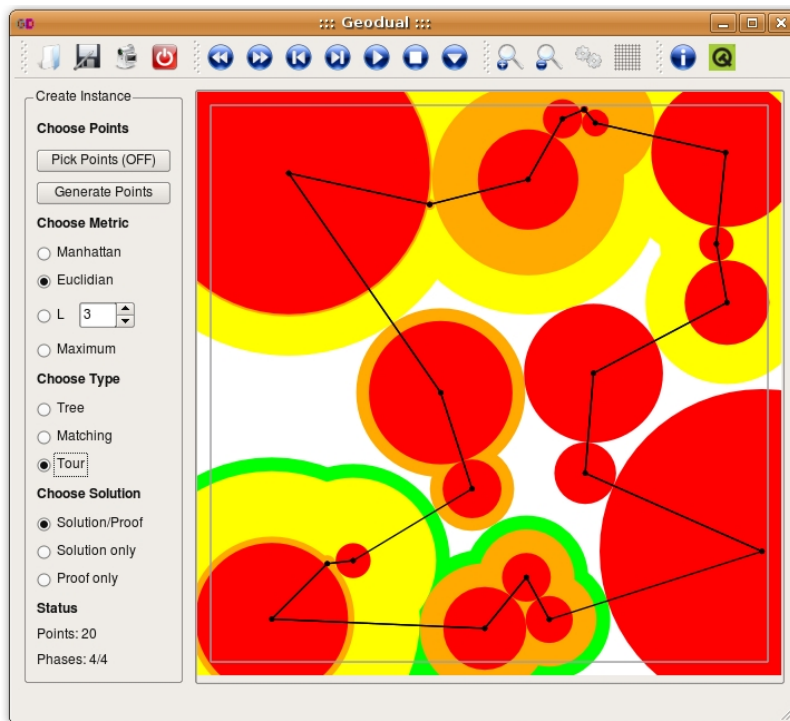 ::: Geodual :::
Create Instance
Choose Points
Pick Points (OFF)
Generate Points
Choose Metric
Manhattan
Euclidian
L 3
Maximum
Choose Type
Tree
Matching
Tour
Choose Solution
Solution/Proof
Solution only
Proof only
Status
Points: 20
Phases: 4/4